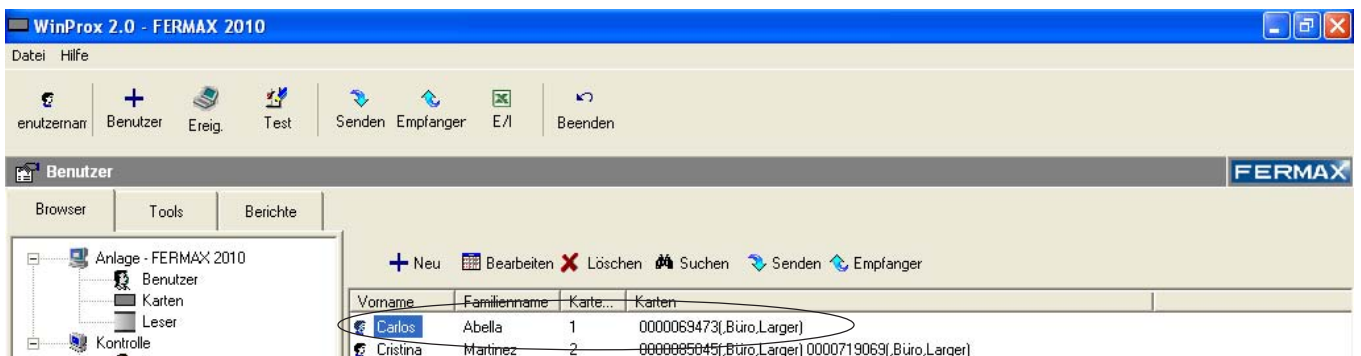 WinProx 2.0 - FERMAX 2010
Datei Hilfe
enutzernam Benutzer Ereig. Test Senden Empfanger E/I Beenden
Benutzer FERMAX
Browser Tools Berichte
Anlage - FERMAX 2010
Neu Bearbeiten Löschen Suchen Senden Empfanger
Benutzer
Karten
Leser
Kontrolle
Vorname Familienname Karte... Karten
Carlos Abella 1 0000069473(,Büro,Larger)
Cristina Martinez 2 0000085045(,Büro,Larger) 0000719069(,Büro,Larger)